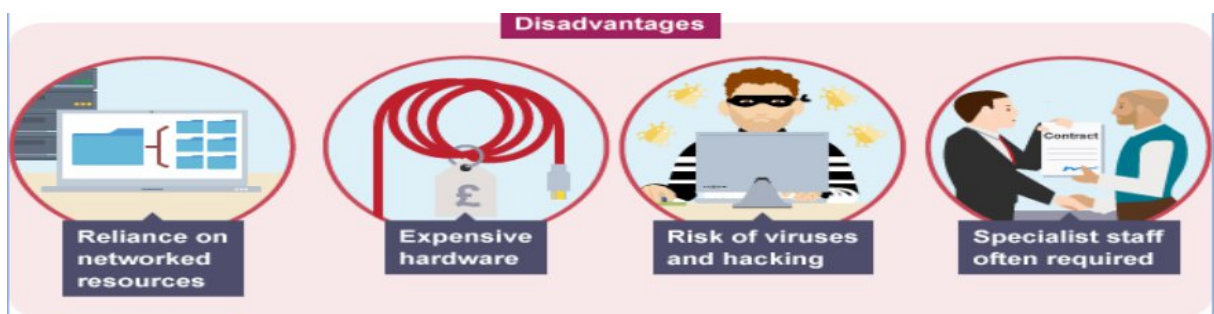 Disadvantages
Reliance on
networked
resources
£
Expensive
hardware
Risk of viruses
and hacking
Contract
Specialist staff
often required